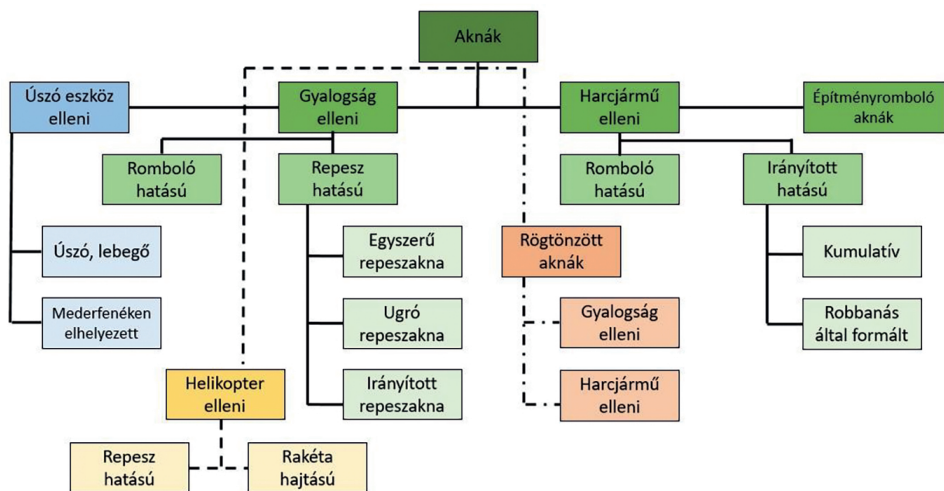 Aknák
Úszó eszköz
elleni
Gyalogság
elleni
Harcjármű
elleni
Építményromboló
aknák
Romboló
hatású
Repesz
hatású
Romboló
hatású
Irányított
hatású
Úszó, lebegő
Egyszerű
repeszakna
Rögtönzött
aknák
Kumulatív
Mederfenéken
elhelyezett
Ugró
repeszakna
Gyalogság
elleni
Robbanás
által formált
Helikopter
elleni
Irányított
repeszakna
Harcjármű
elleni
Repesz
hatású
Rakéta
hajtású